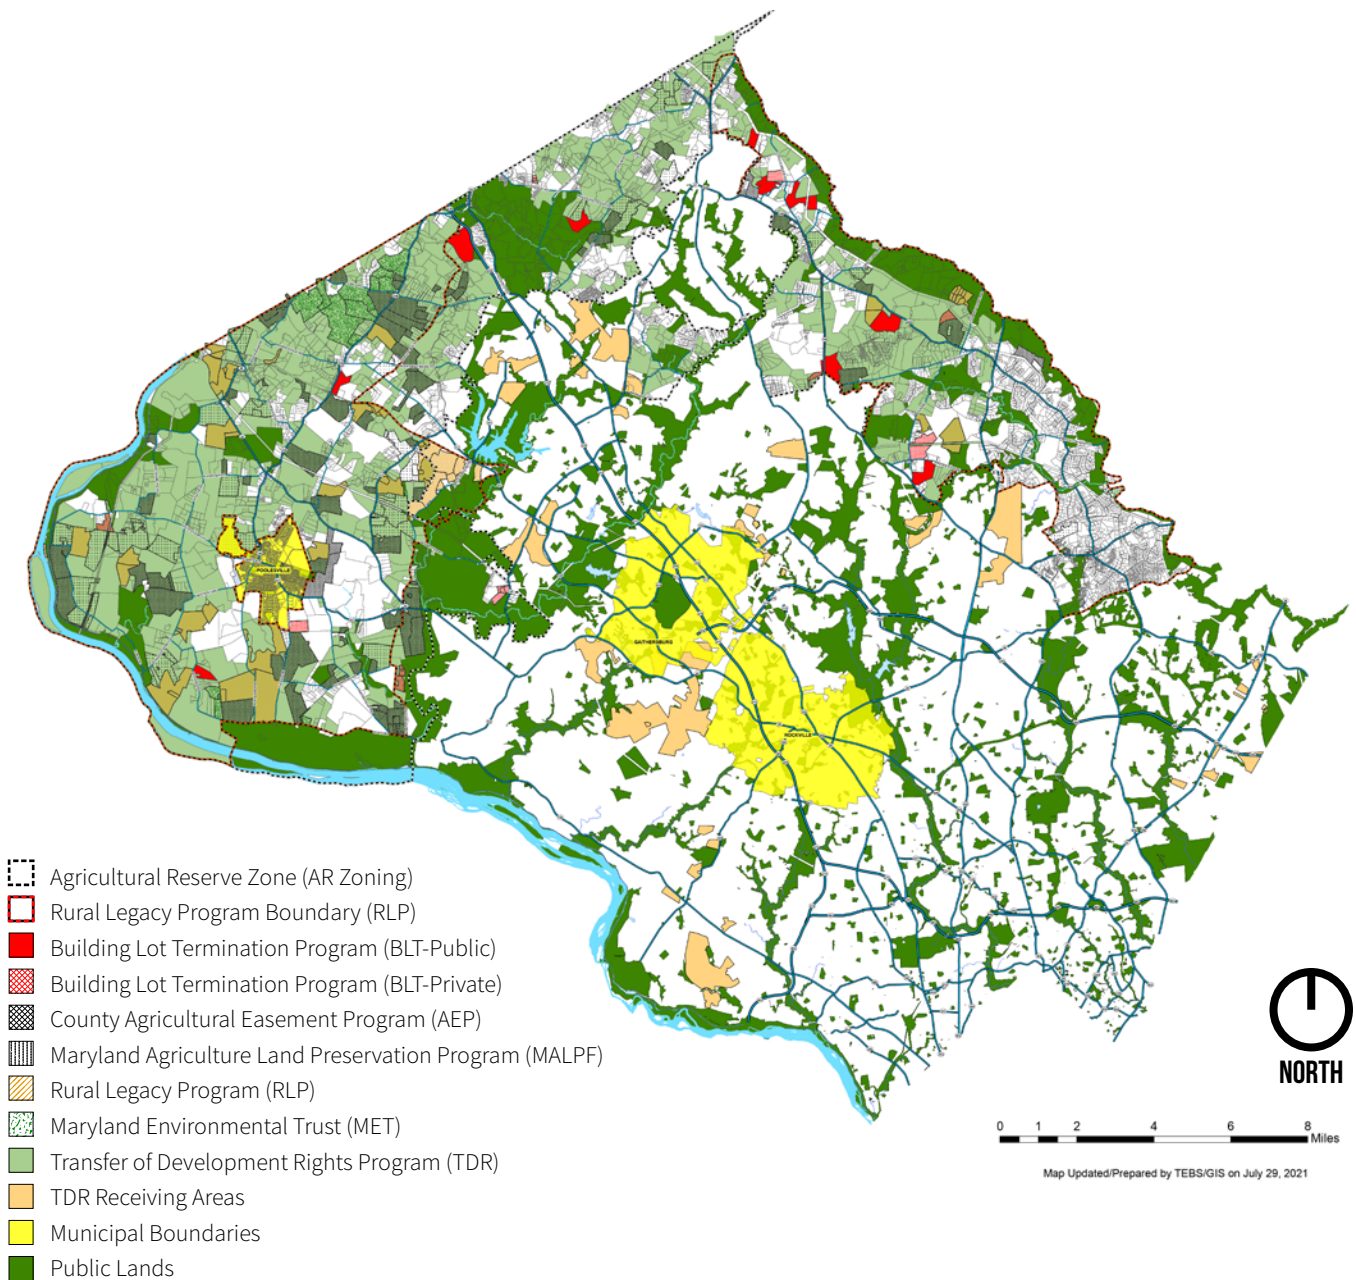 POOLESVILLE
GAITHERSBURG
ROCKVILLE
Agricultural Reserve Zone (AR Zoning)
Rural Legacy Program Boundary (RLP)
Building Lot Termination Program (BLT-Public)
Building Lot Termination Program (BLT-Private)
County Agricultural Easement Program (AEP)
Maryland Agriculture Land Preservation Program (MALPF)
Rural Legacy Program (RLP)
Maryland Environmental Trust (MET)
Transfer of Development Rights Program (TDR)
TDR Receiving Areas
Municipal Boundaries
Public Lands
NORTH
0 1 2 4 6 8
Miles
Map Updated/Prepared by TEBS/GIS on July 29, 2021